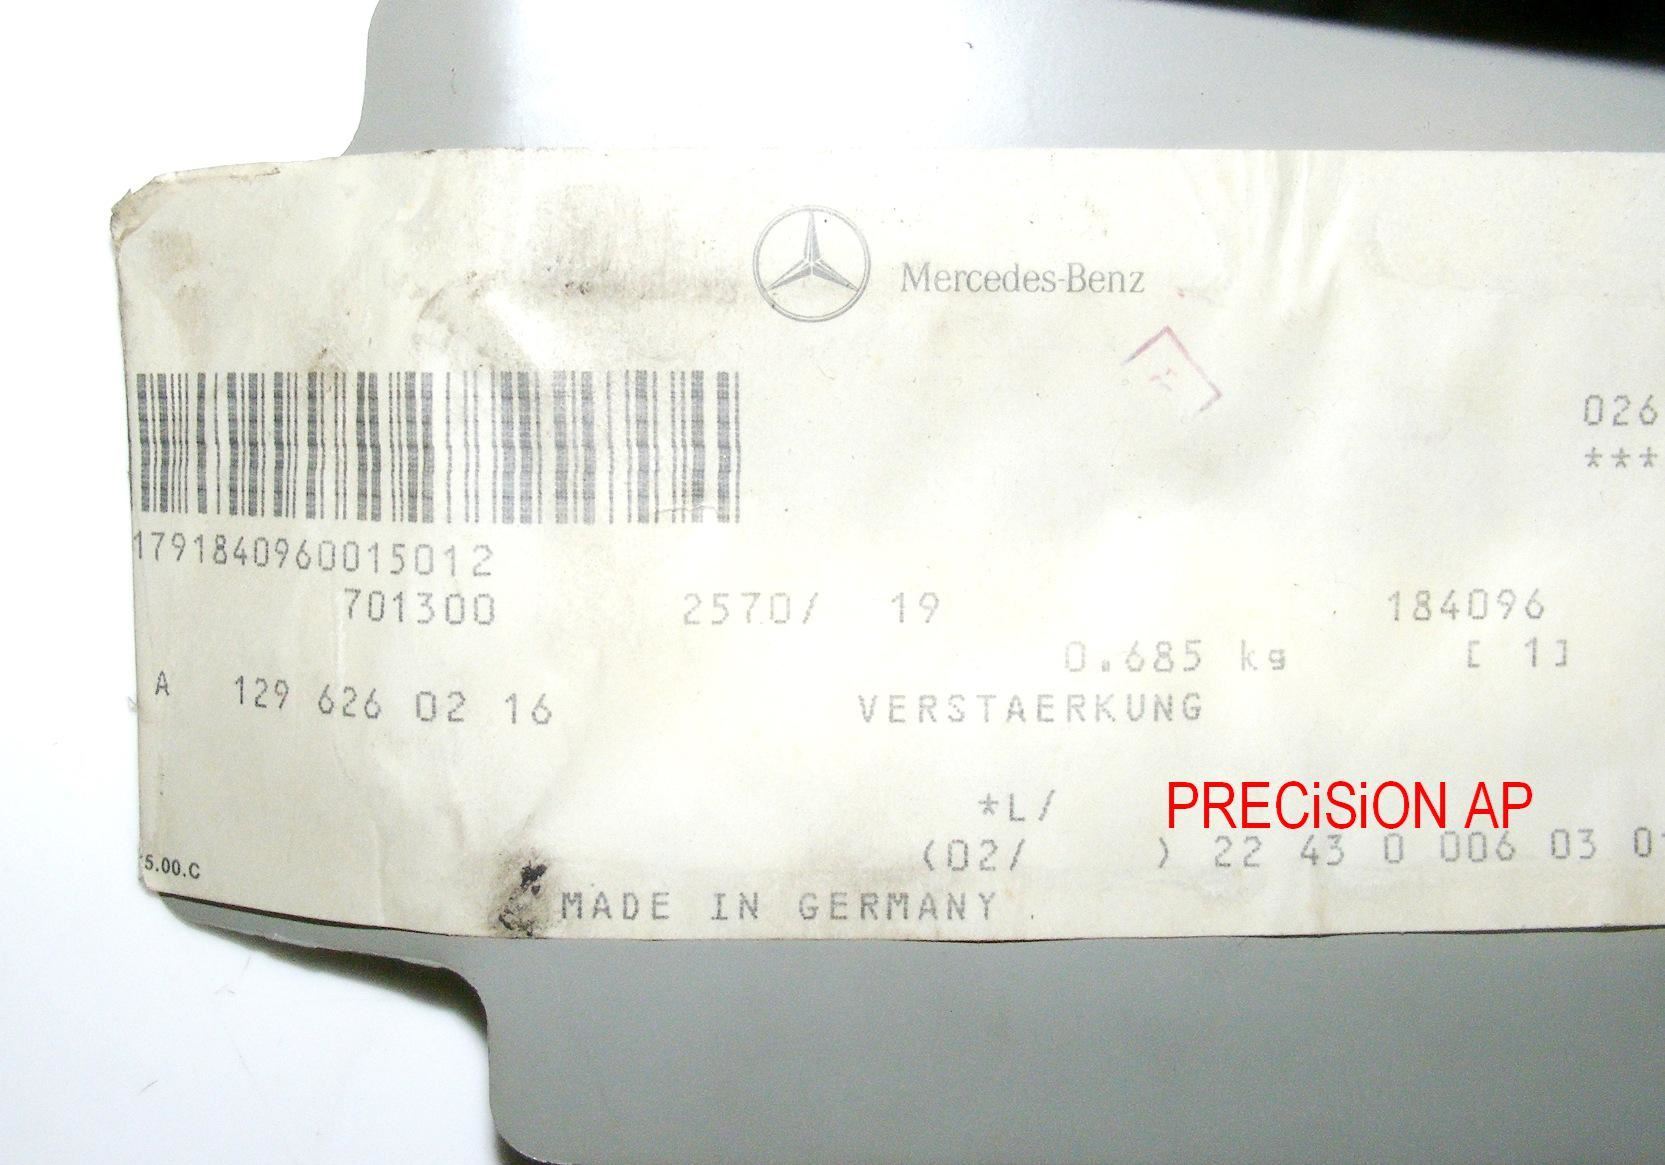 Mercedes-Benz
026
***
1791840960015012
701300 2570/ 19 184096
0.685 kg [ 1]
A 129 626 02 16 VERSTAERKUNG
*L/
PRECiSiON AP
(02/ ) 22 43 0 006 03 01
5.00.C
MADE IN GERMANY